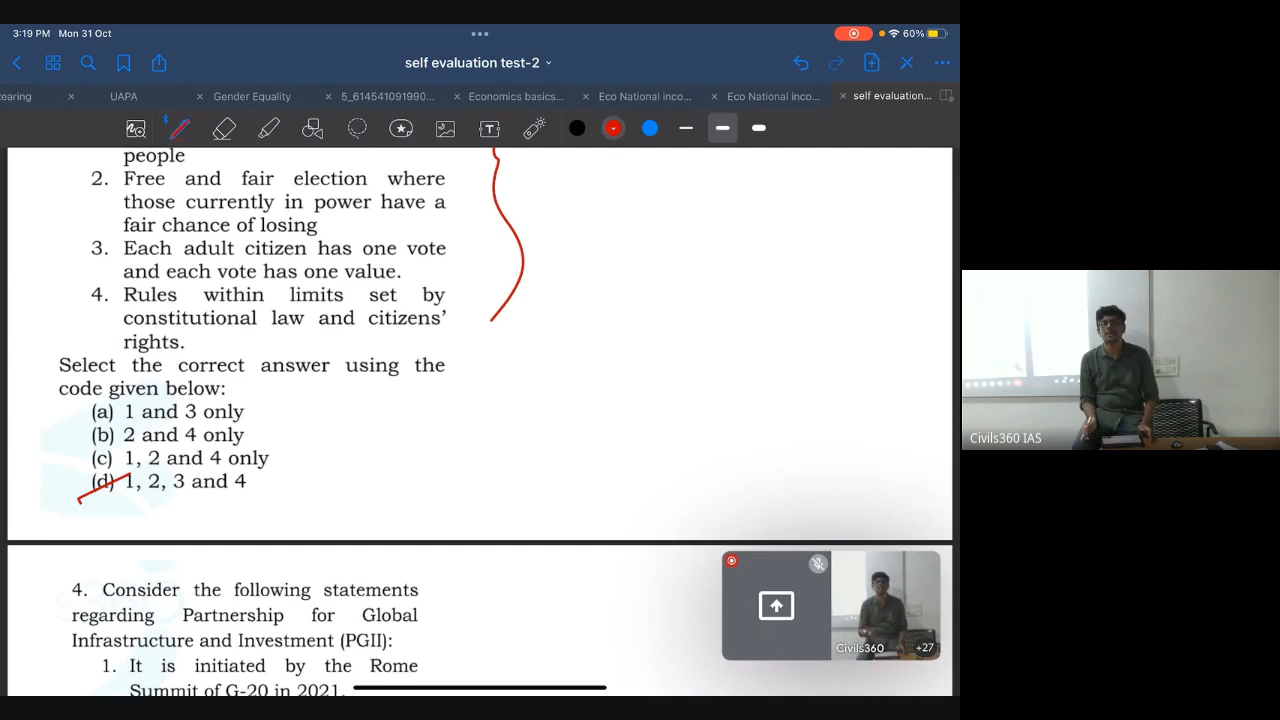 3:19 PM Mon 31 Oct
60%
self evaluation test-2
earing
UAPA
Gender Equality
5_614541091990...
Economics basics...
Eco National inco...
Eco National inco...
self evaluation...
people
2. Free and fair election where
those currently in power have a
fair chance of losing
3. Each adult citizen has one vote
and each vote has one value.
4. Rules within limits set by
constitutional law and citizens’
rights.
Select the correct answer using the
code given below:
(a) 1 and 3 only
(b) 2 and 4 only
(c) 1, 2 and 4 only
(d) 1, 2, 3 and 4
4. Consider the following statements
regarding Partnership for Global
Infrastructure and Investment (PGII):
1. It is initiated by the Rome
Summit of G-20 in 2021.
Civils360
+27
Civils360 IAS